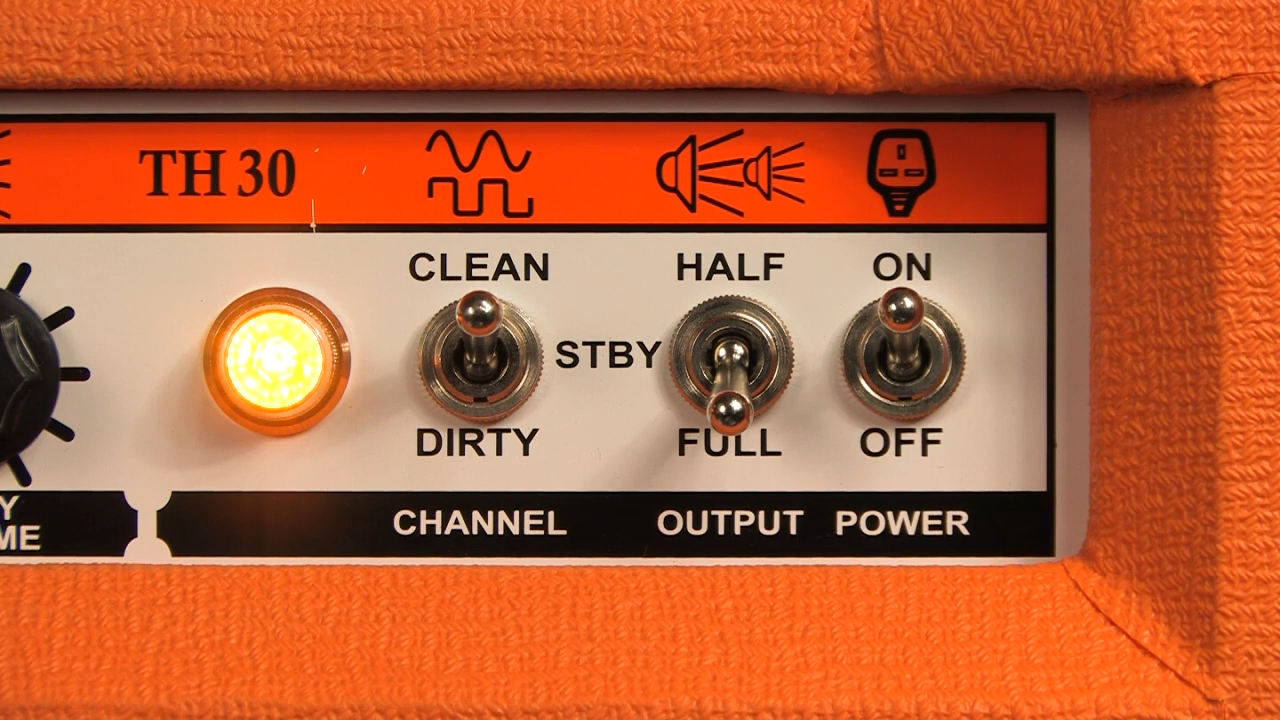 TH 30
CLEAN
HALF
ON
STBY
DIRTY
FULL
OFF
CHANNEL
OUTPUT
POWER